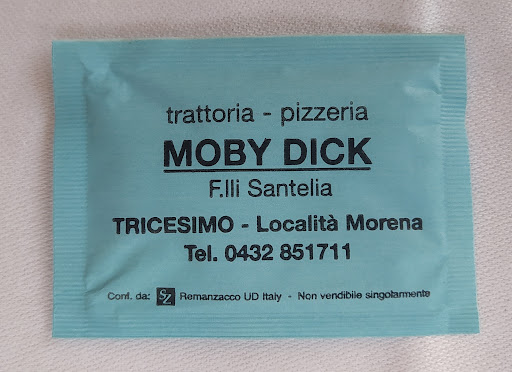 trattoria - pizzeria
MOBY DICK
F.lli Santelia
TRICESIMO - Località Morena
Tel. 0432 851711
Conf. da: SZ Remanzacco UD Italy - Non vendibile singolarmente